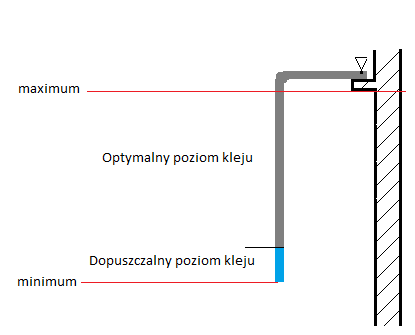 maximum
Optymalny poziom kleju
Dopuszczalny poziom kleju
minimum